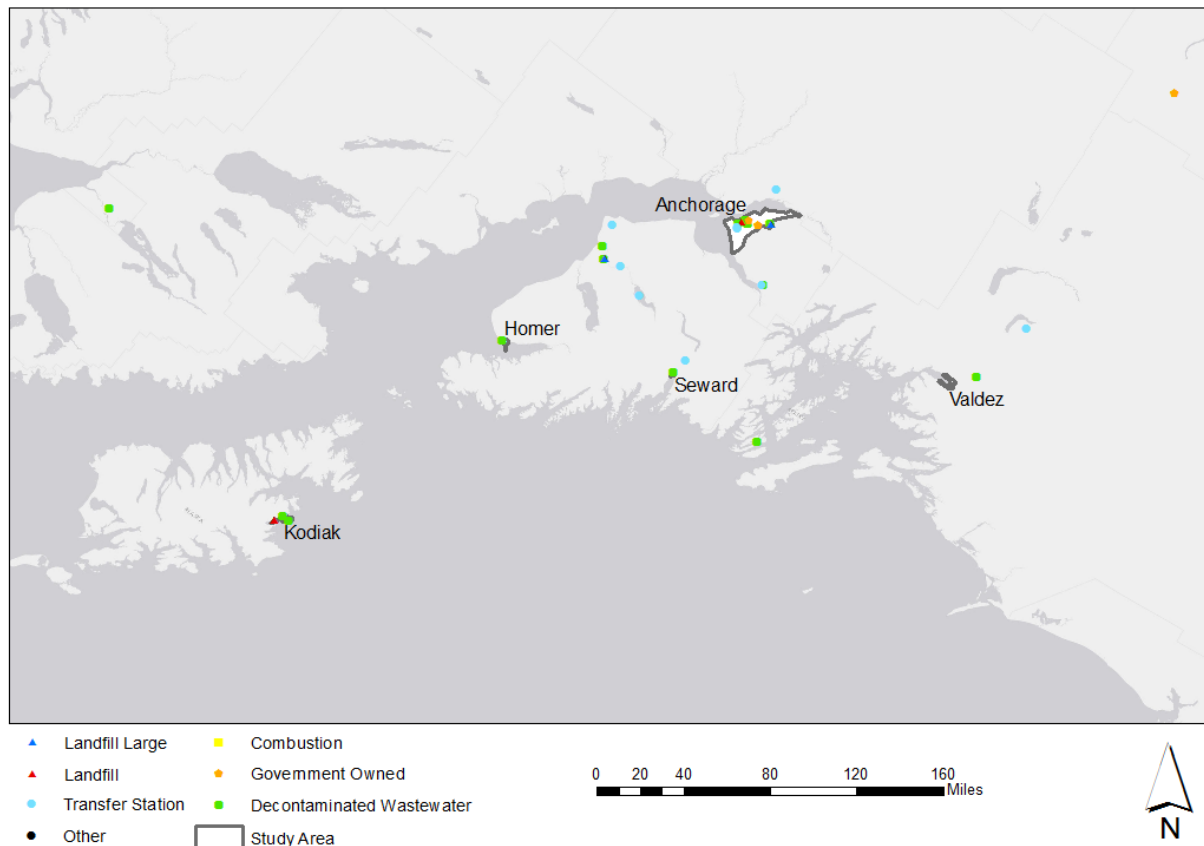 Anchorage
Homer
Seward
Valdez
Kodiak
Landfill Large
Combustion
Landfill
Government Owned
Transfer Station
Decontaminated Wastewater
Other
Study Area
0 20 40 80 120 160
Miles
N